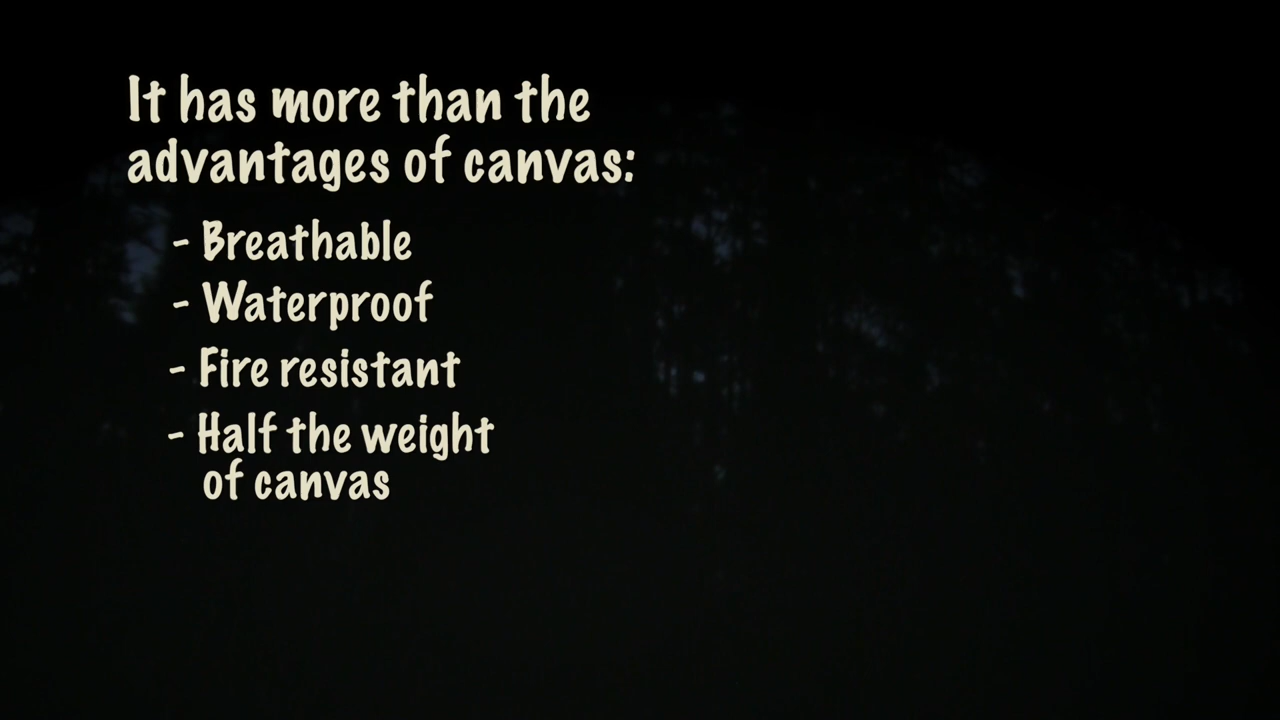 It has more than the
advantages of canvas:
- Breathable
- Waterproof
- Fire resistant
- Half the weight
of canvas